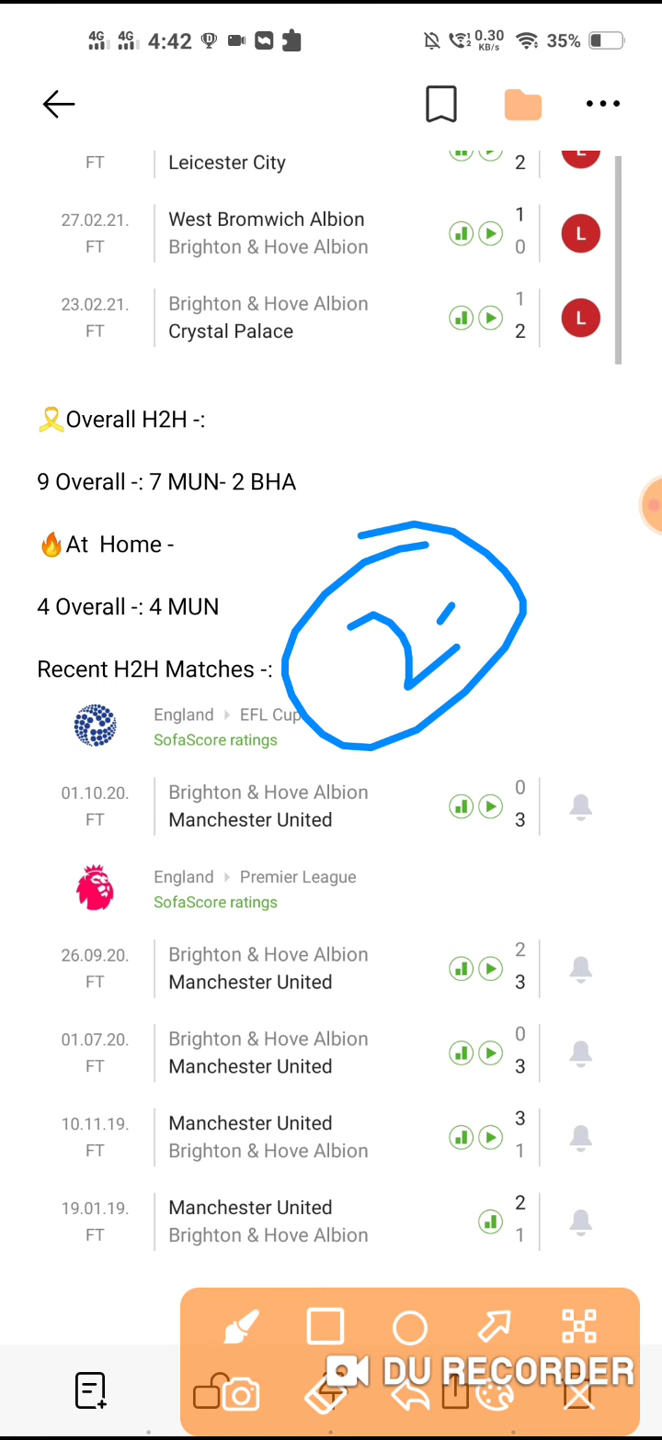 4G 4G 4:42 0.30 KB/s 35%
FT Leicester City 2 L
27.02.21. West Bromwich Albion 1
FT Brighton & Hove Albion 0 L
23.02.21. Brighton & Hove Albion 1
FT Crystal Palace 2 L
🎗Overall H2H -:
9 Overall -: 7 MUN- 2 BHA
🔥At Home -
4 Overall -: 4 MUN
Recent H2H Matches -:
England EFL Cup
SofaScore ratings
01.10.20. Brighton & Hove Albion 0
FT Manchester United 3
England Premier League
SofaScore ratings
26.09.20. Brighton & Hove Albion 2
FT Manchester United 3
01.07.20. Brighton & Hove Albion 0
FT Manchester United 3
10.11.19. Manchester United 3
FT Brighton & Hove Albion 1
19.01.19. Manchester United 2
FT Brighton & Hove Albion 1
DU RECORDER